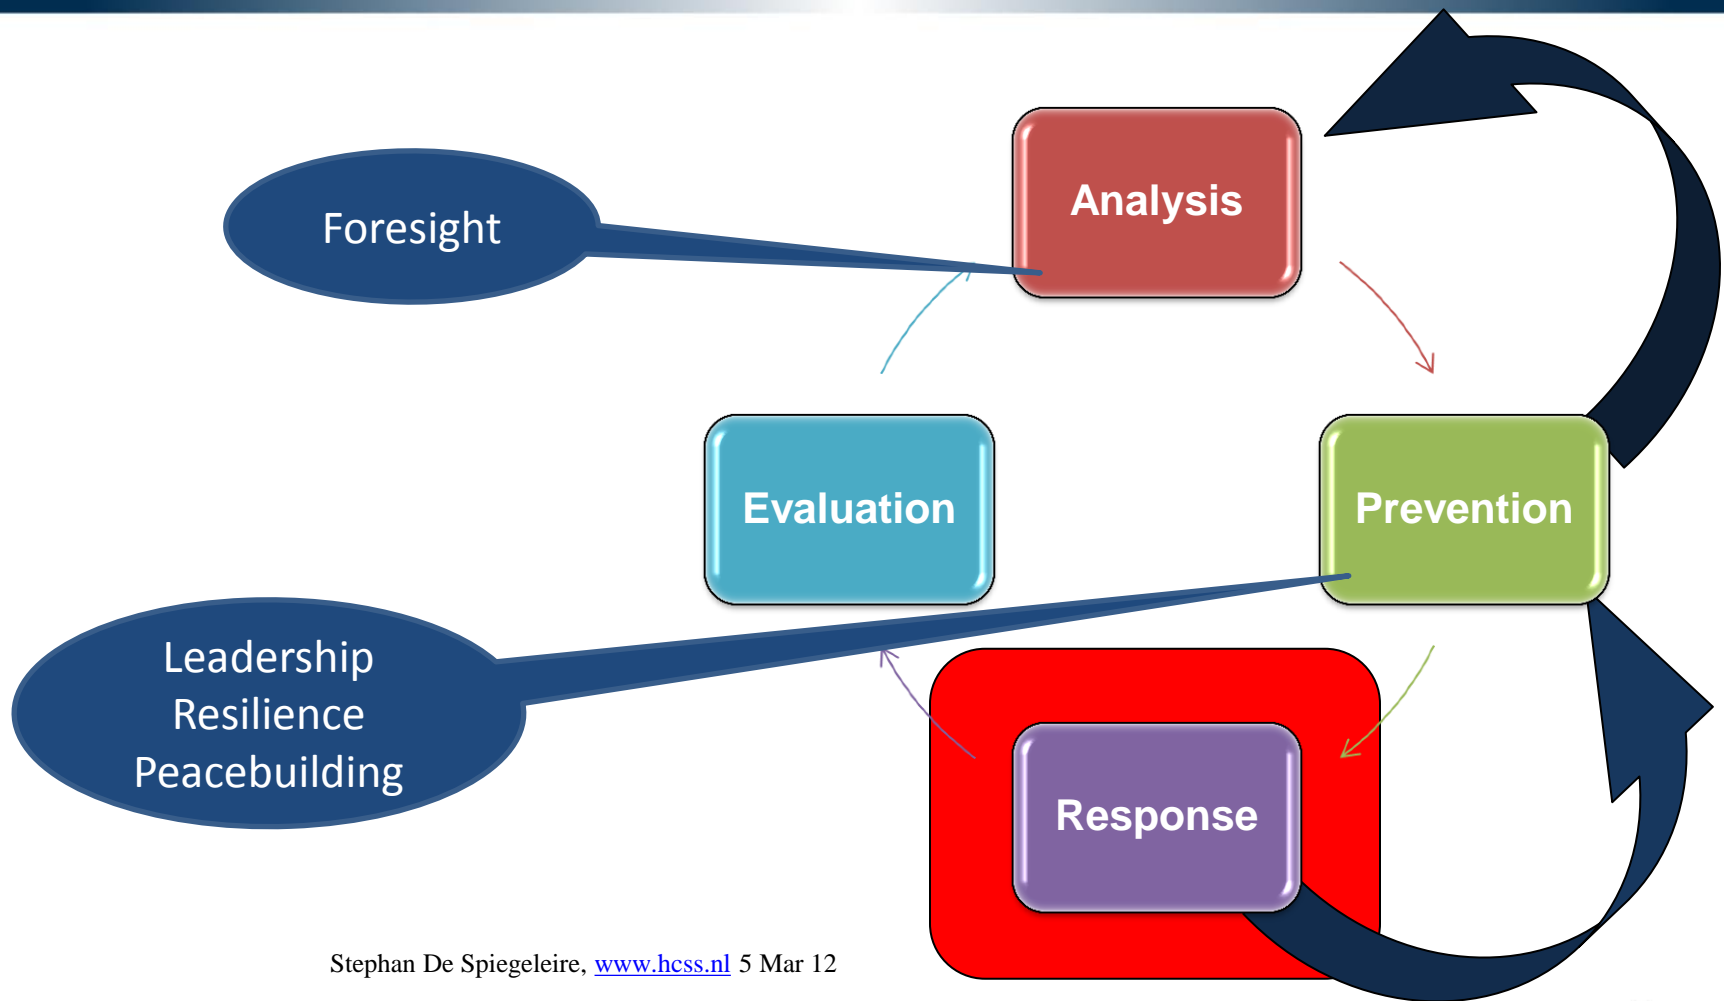 Analysis
Foresight
Evaluation
Prevention
Leadership
Resilience
Peacebuilding
Response
Stephan De Spiegeleire, www.hcss.nl 5 Mar 12